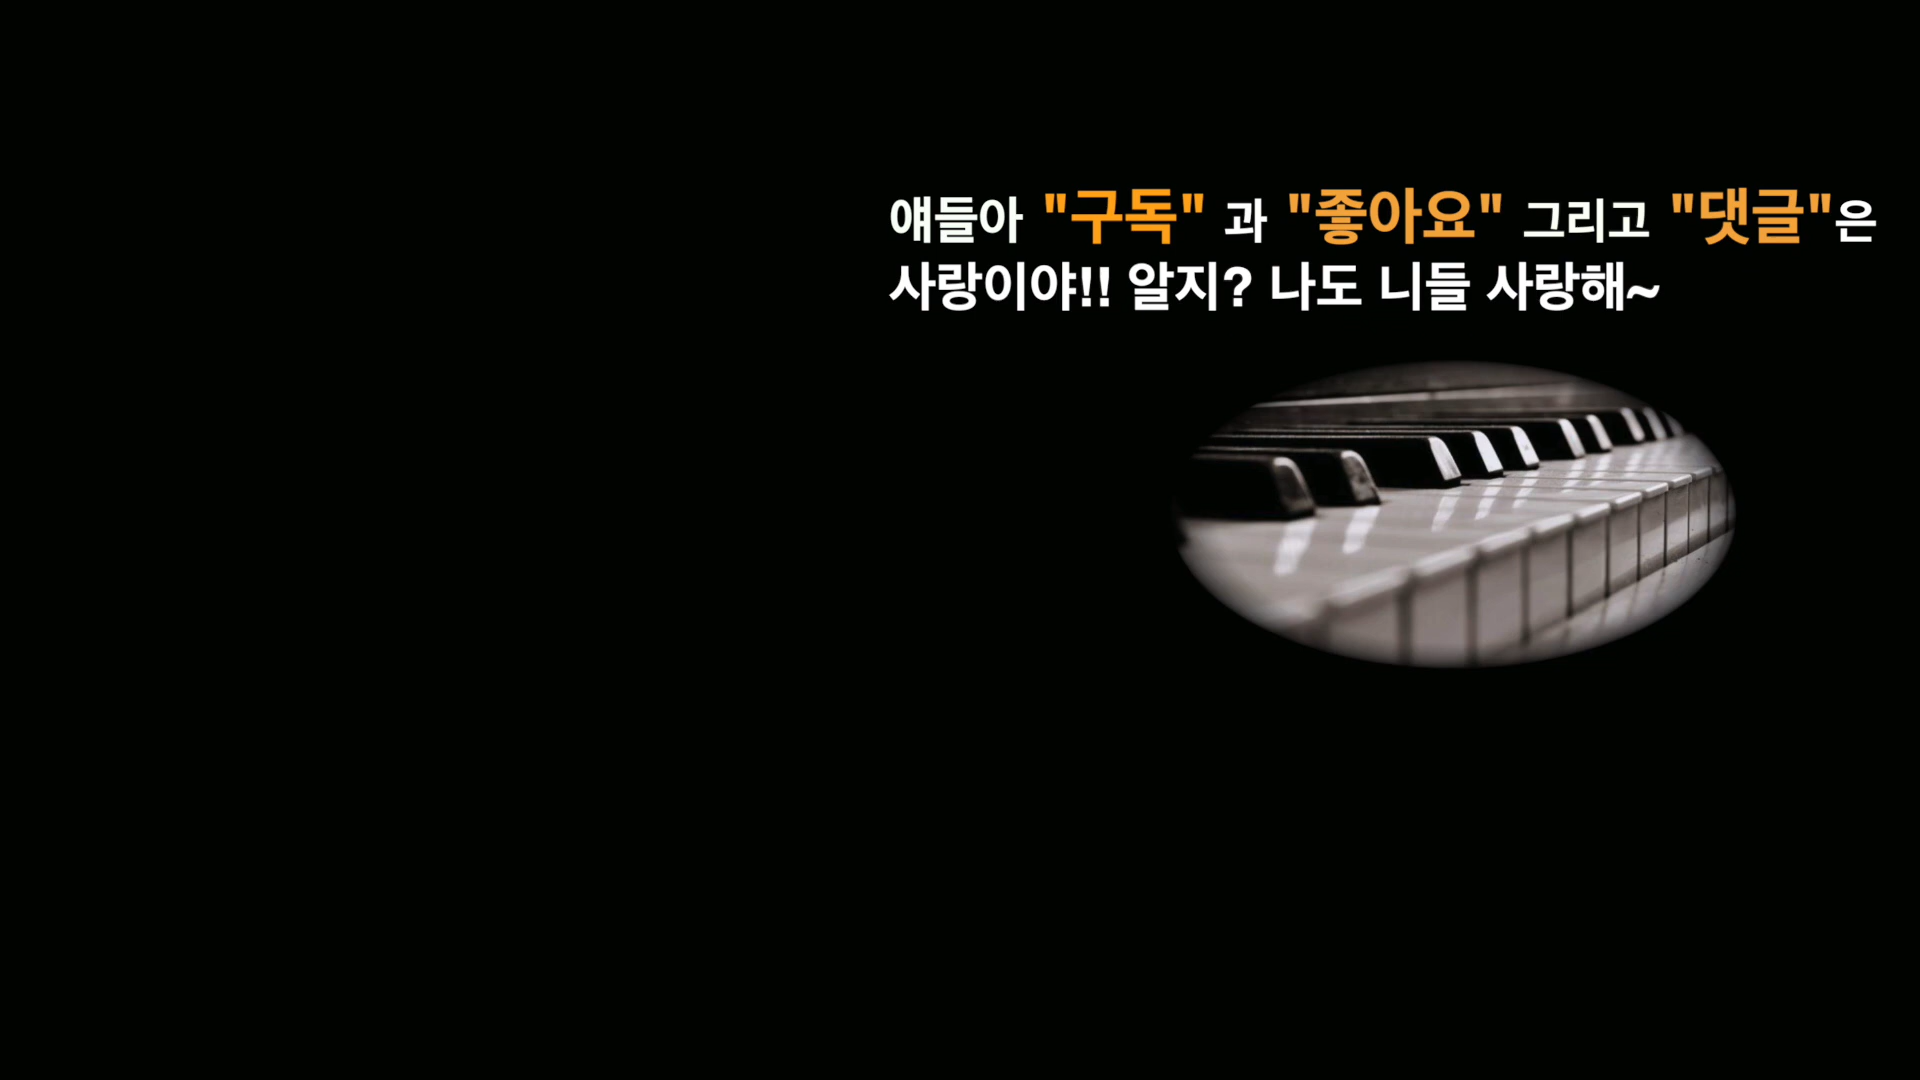 얘들아 "구독" 과 "좋아요" 그리고 "댓글"은
사랑이야!! 알지? 나도 니들 사랑해~